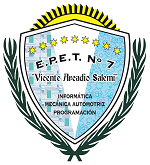 E.P.E.T. Nº 7
"Vicente Arcadio Salemi"
INFORMÁTICA
MECÁNICA AUTOMOTRIZ
PROGRAMACIÓN